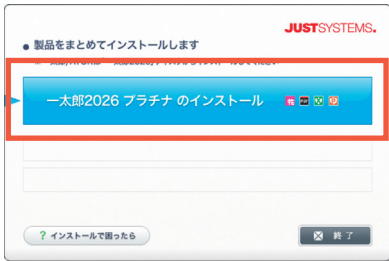 JUSTSYSTEMS.
製品をまとめてインストールします
一太郎2026 プラチナ のインストール
? インストールで困ったら
終了